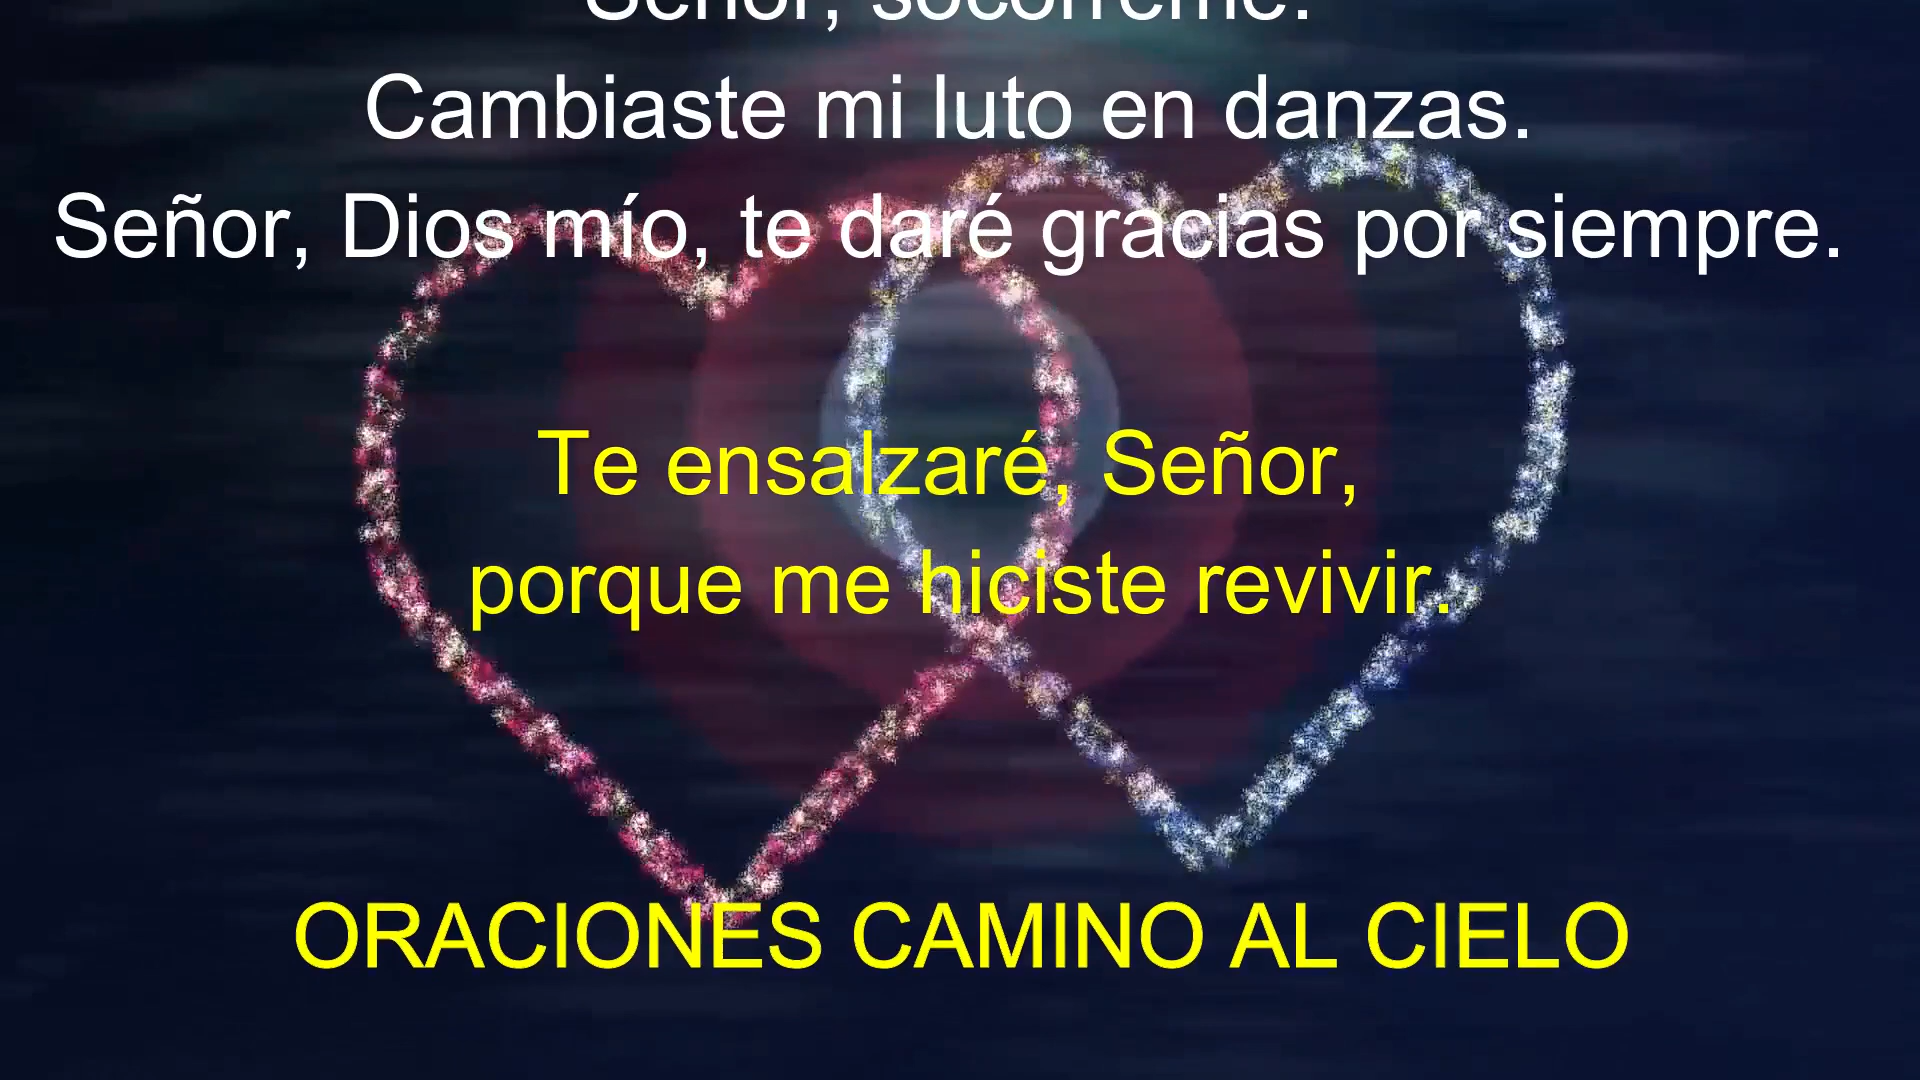 Señor, socórreme.
Cambiaste mi luto en danzas.
Señor, Dios mío, te daré gracias por siempre.
Te ensalzaré, Señor,
porque me hiciste revivir.
ORACIONES CAMINO AL CIELO